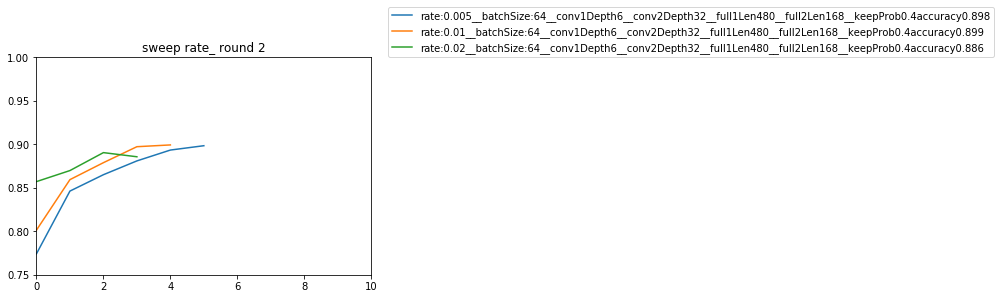 rate:0.005__batchSize:64__conv1Depth6__conv2Depth32__full1Len480__full2Len168__keepProb0.4accuracy0.898
rate:0.01__batchSize:64__conv1Depth6__conv2Depth32__full1Len480__full2Len168__keepProb0.4accuracy0.899
rate:0.02__batchSize:64__conv1Depth6__conv2Depth32__full1Len480__full2Len168__keepProb0.4accuracy0.886
sweep rate_ round 2
1.00
0.95
0.90
0.85
0.80
0.75
0 2 4 6 8 10